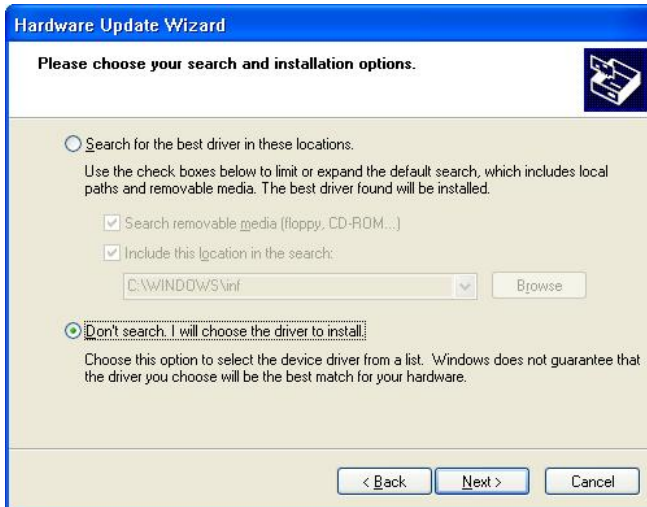 Hardware Update Wizard
Please choose your search and installation options.
Search for the best driver in these locations.
Use the check boxes below to limit or expand the default search, which includes local
paths and removable media. The best driver found will be installed.
Search removable media (floppy, CD-ROM...)
Include this location in the search:
C:\WINDOWS\inf
Browse
Don't search. I will choose the driver to install.
Choose this option to select the device driver from a list. Windows does not guarantee that
the driver you choose will be the best match for your hardware.
< Back
Next >
Cancel